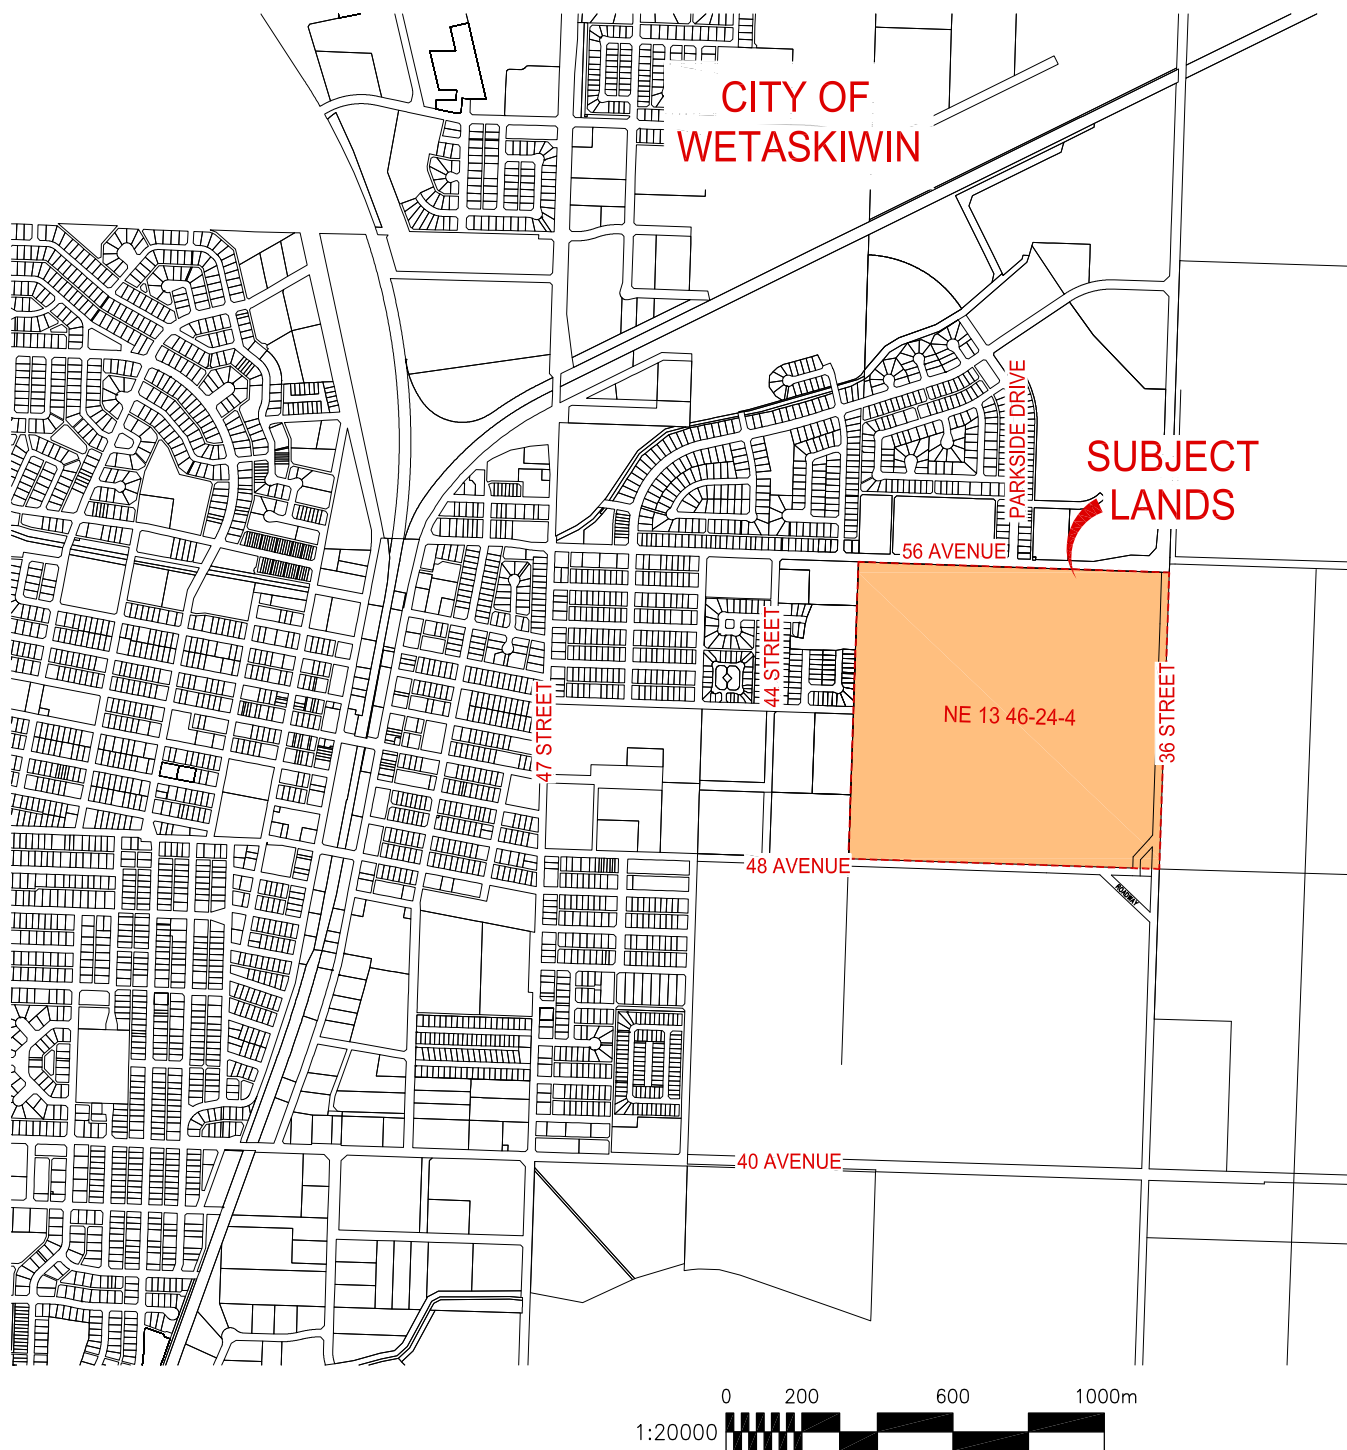 CITY OF
WETASKIWIN
PARKSIDE DRIVE
SUBJECT
LANDS
56 AVENUE
44 STREET
47 STREET
NE 13 46-24-4
36 STREET
48 AVENUE
ROADWAY
40 AVENUE
0 200 600 1000m
1:20000